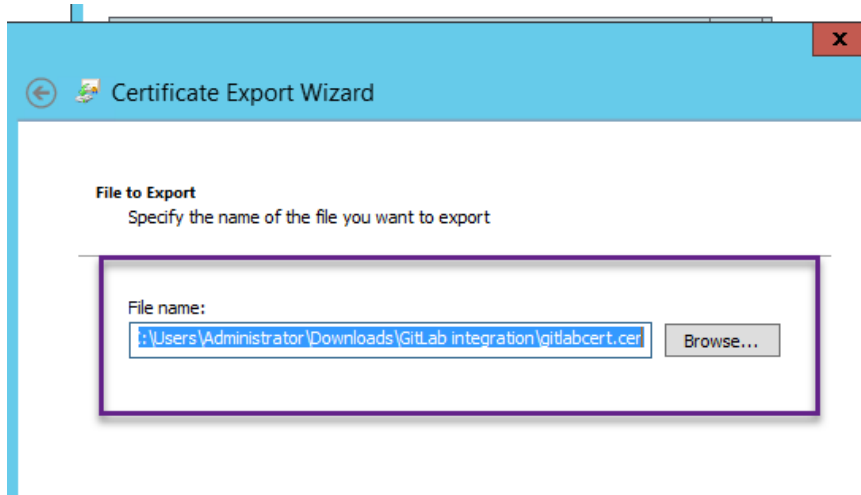 x
Certificate Export Wizard
File to Export
Specify the name of the file you want to export
File name:
:\Users\Administrator\Downloads\GitLab integration\gitlabcert.cer
Browse...